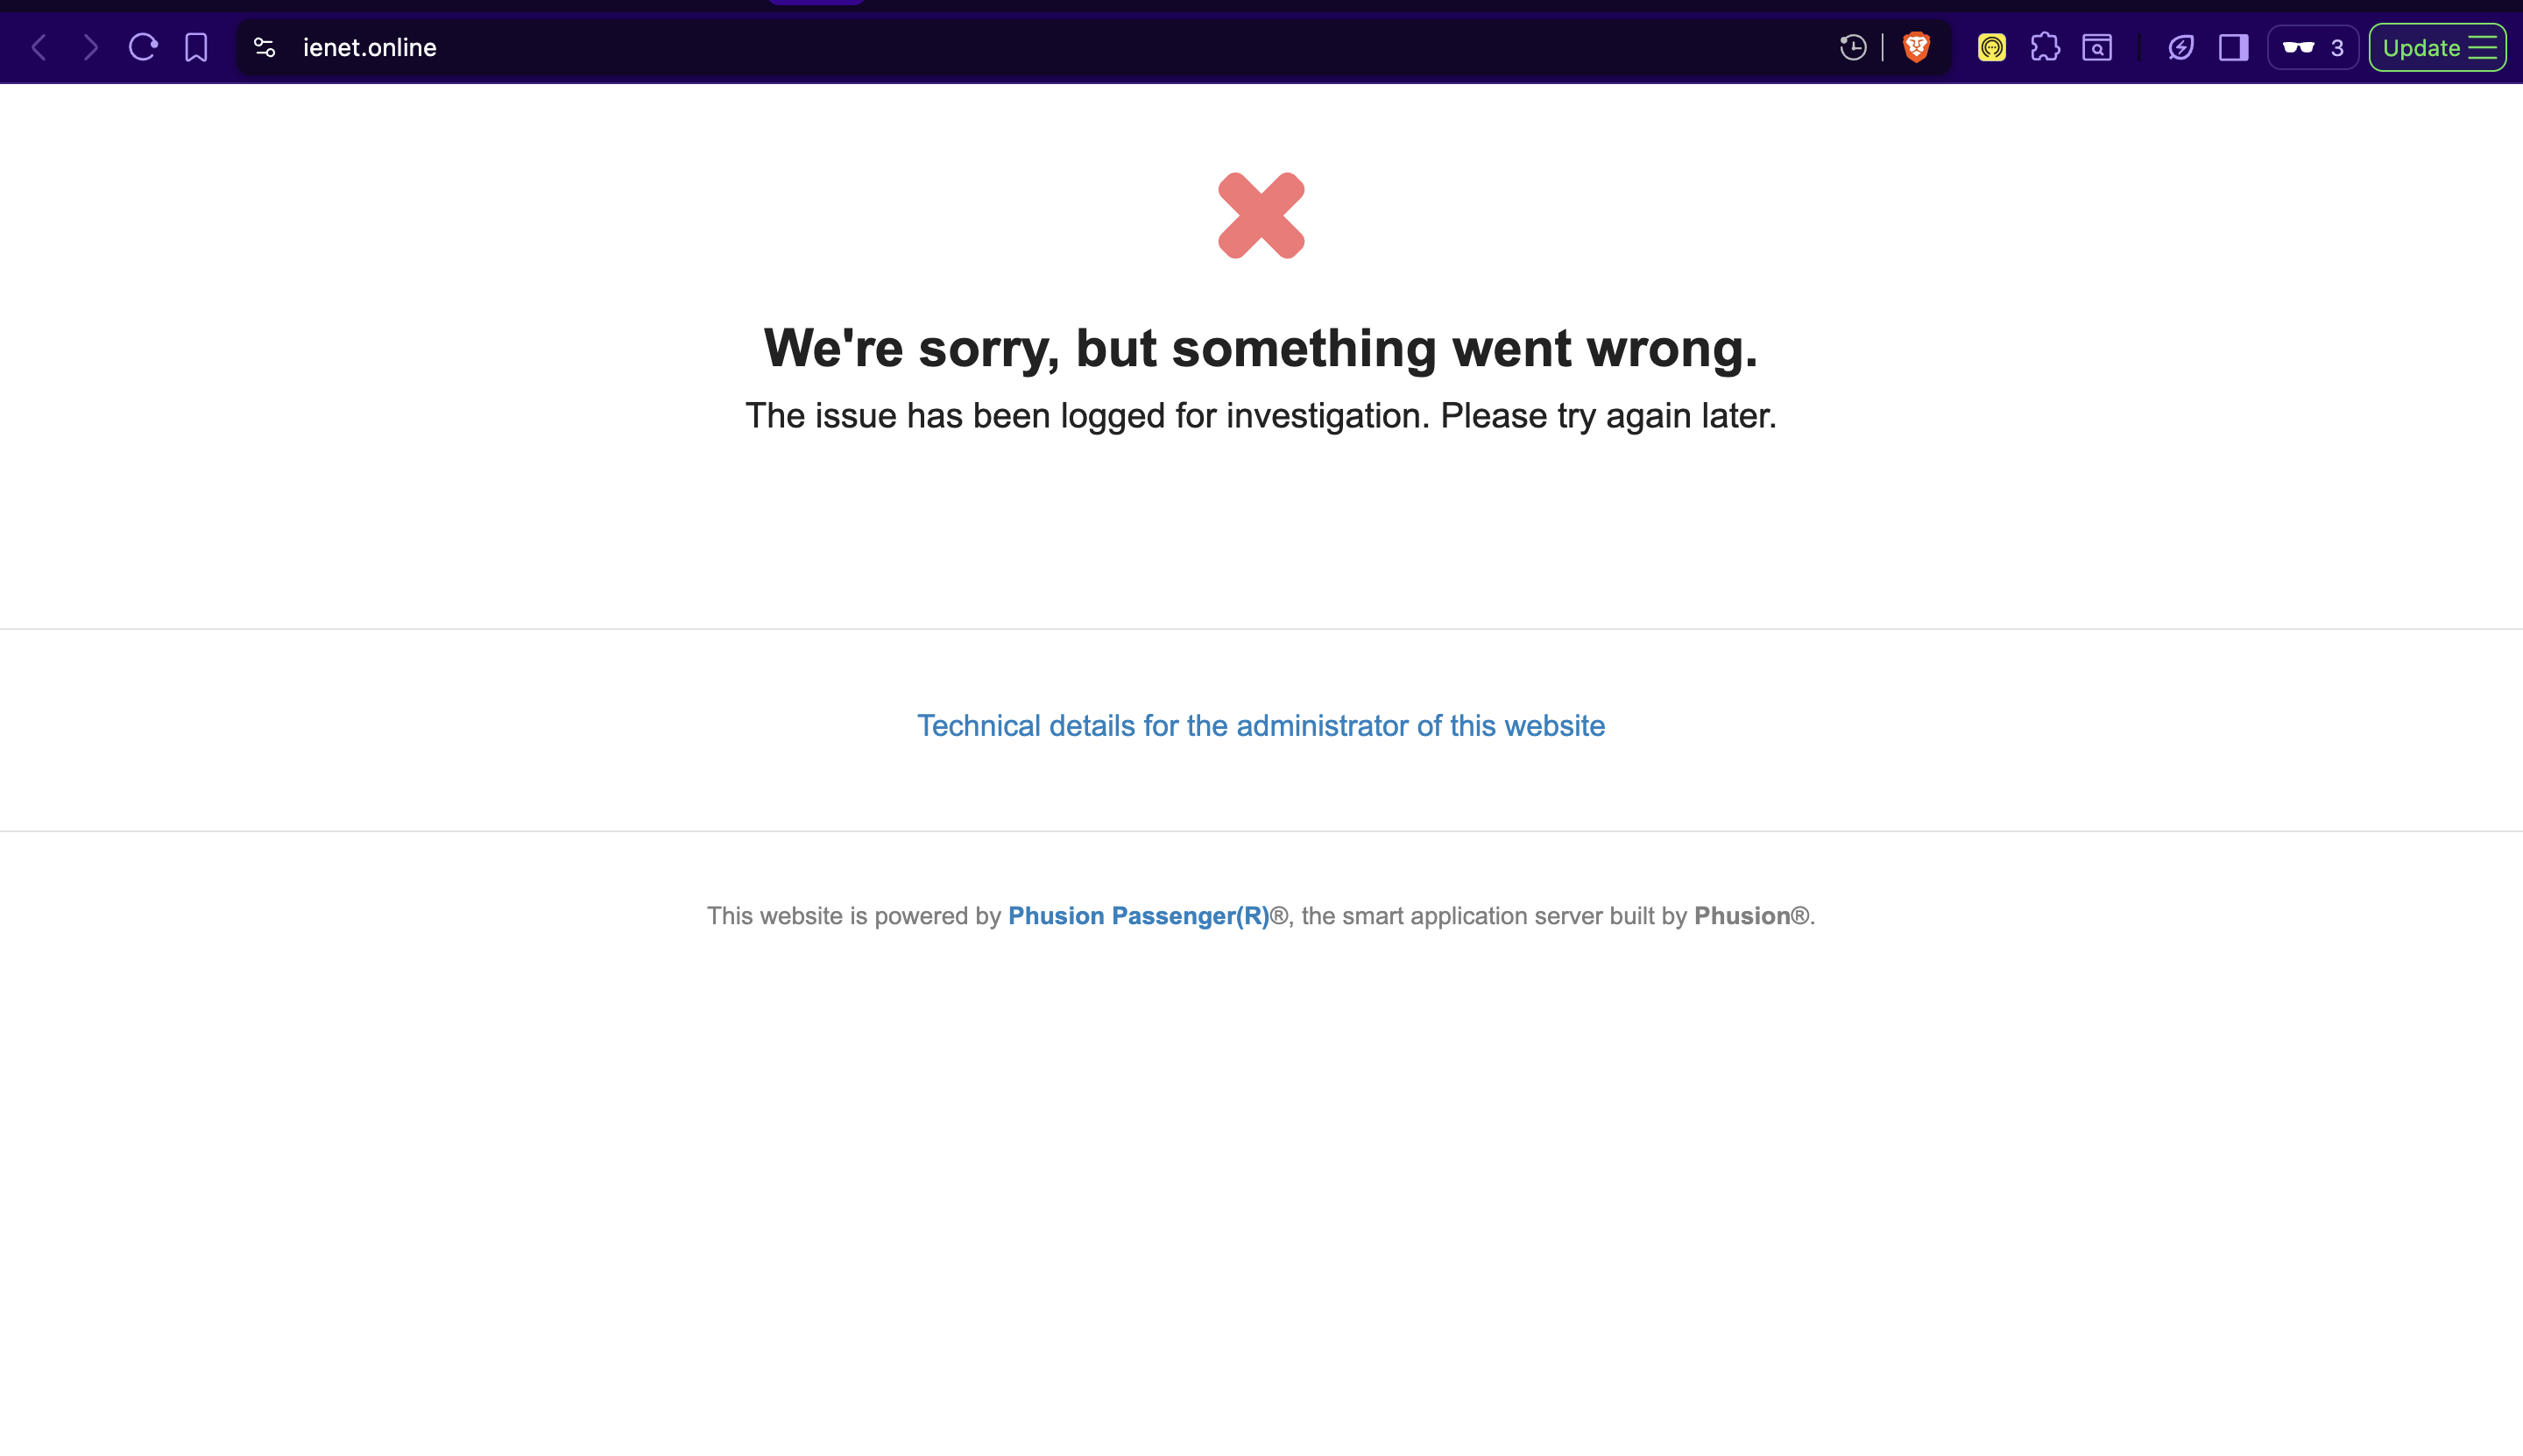 ienet.online
3
Update
We're sorry, but something went wrong.
The issue has been logged for investigation. Please try again later.
Technical details for the administrator of this website
This website is powered by Phusion Passenger(R)®, the smart application server built by Phusion®.